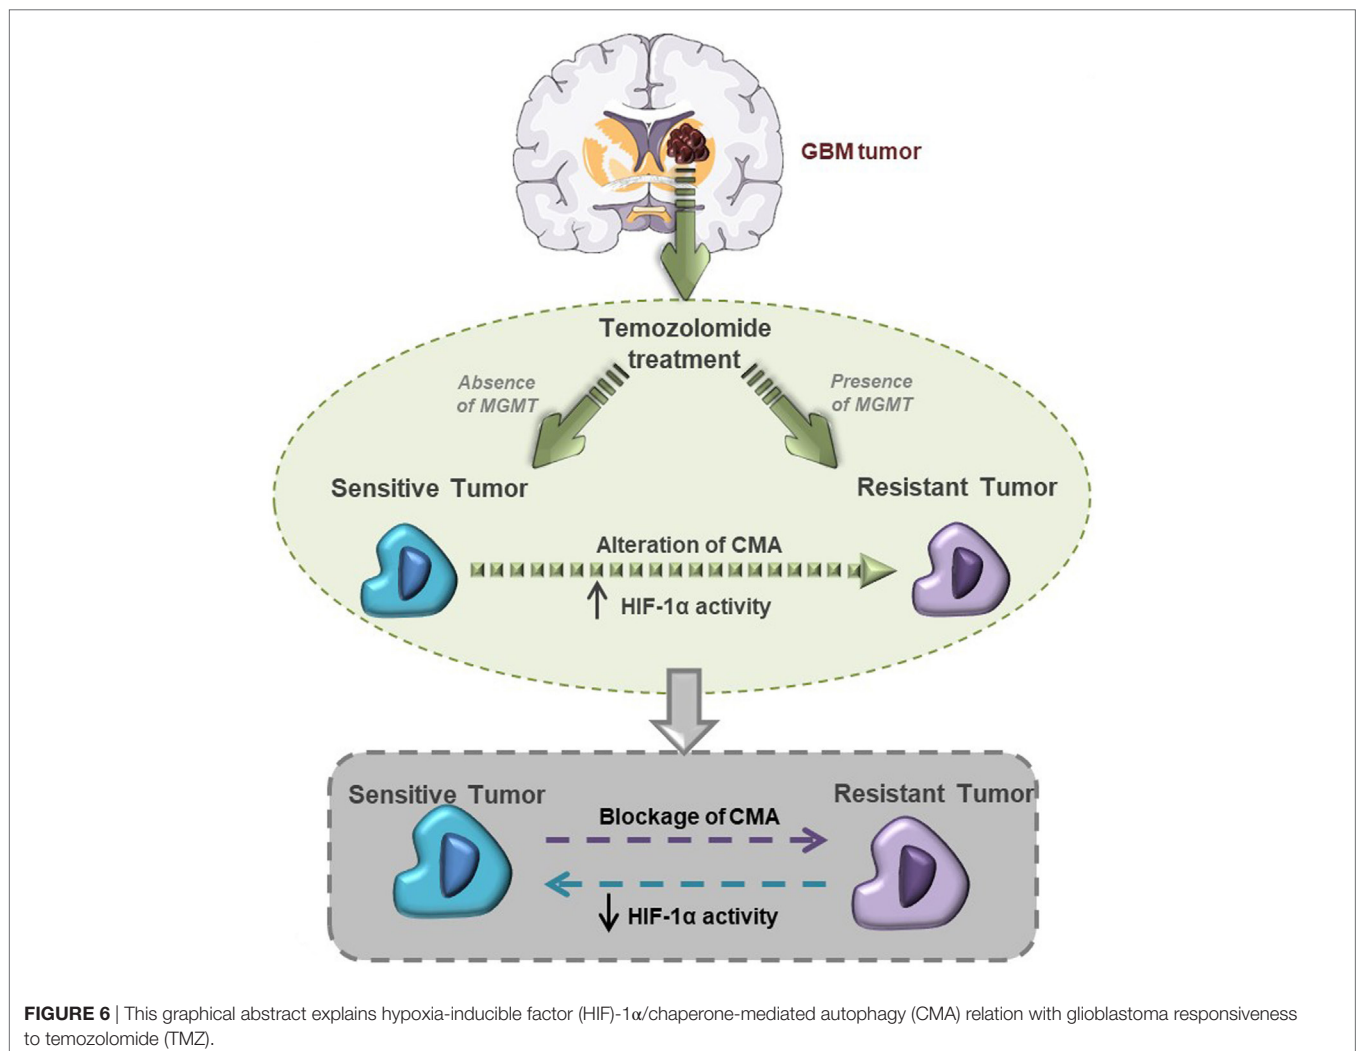 GBM tumor
Temozolomide
treatment
Absence
of MGMT
Presence
of MGMT
Sensitive Tumor
Resistant Tumor
Alteration of CMA
↑ HIF-1α activity
Sensitive Tumor
Resistant Tumor
Blockage of CMA
↓ HIF-1α activity
FIGURE 6 | This graphical abstract explains hypoxia-inducible factor (HIF)-1α/chaperone-mediated autophagy (CMA) relation with glioblastoma responsiveness
to temozolomide (TMZ).